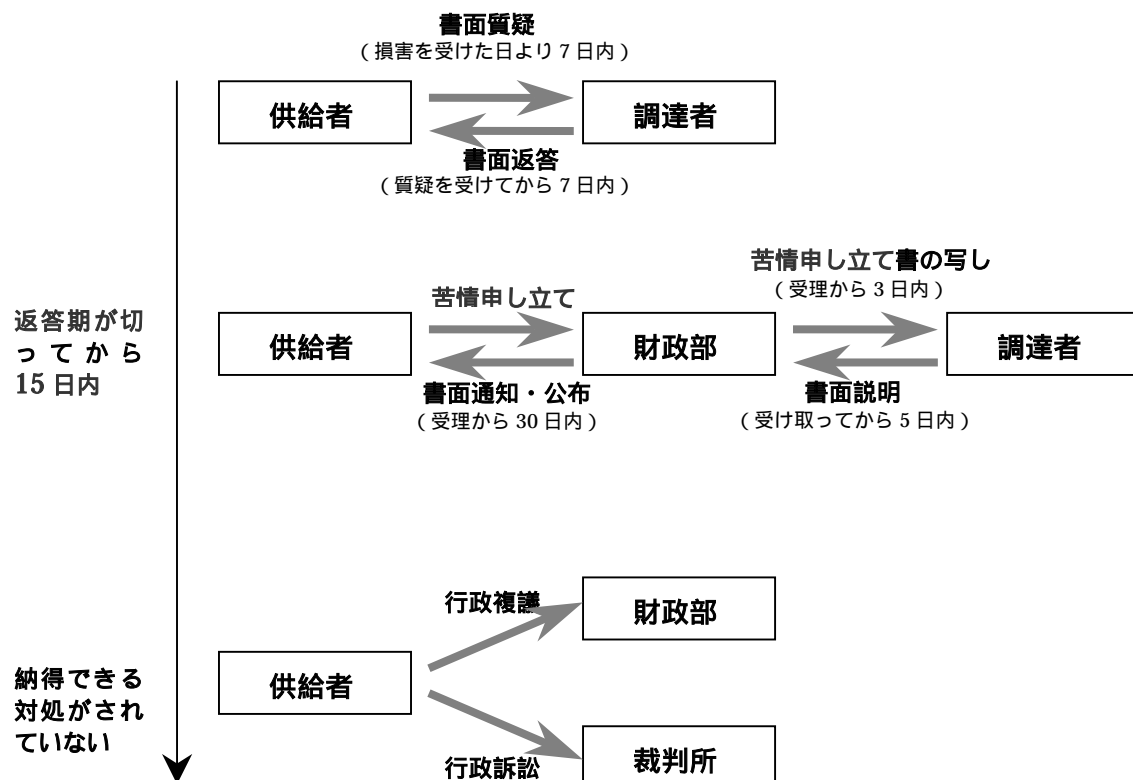 書面質疑
（損害を受けた日より 7 日内）
供給者
調達者
書面返答
（質疑を受けてから 7 日内）
苦情申し立て書の写し
（受理から 3 日内）
苦情申し立て
返答期が切
ってから
15 日内
供給者
財政部
調達者
書面通知・公布
（受理から 30 日内）
書面説明
（受け取ってから 5 日内）
行政複議
財政部
納得できる
対処がされ
ていない
供給者
行政訴訟
裁判所